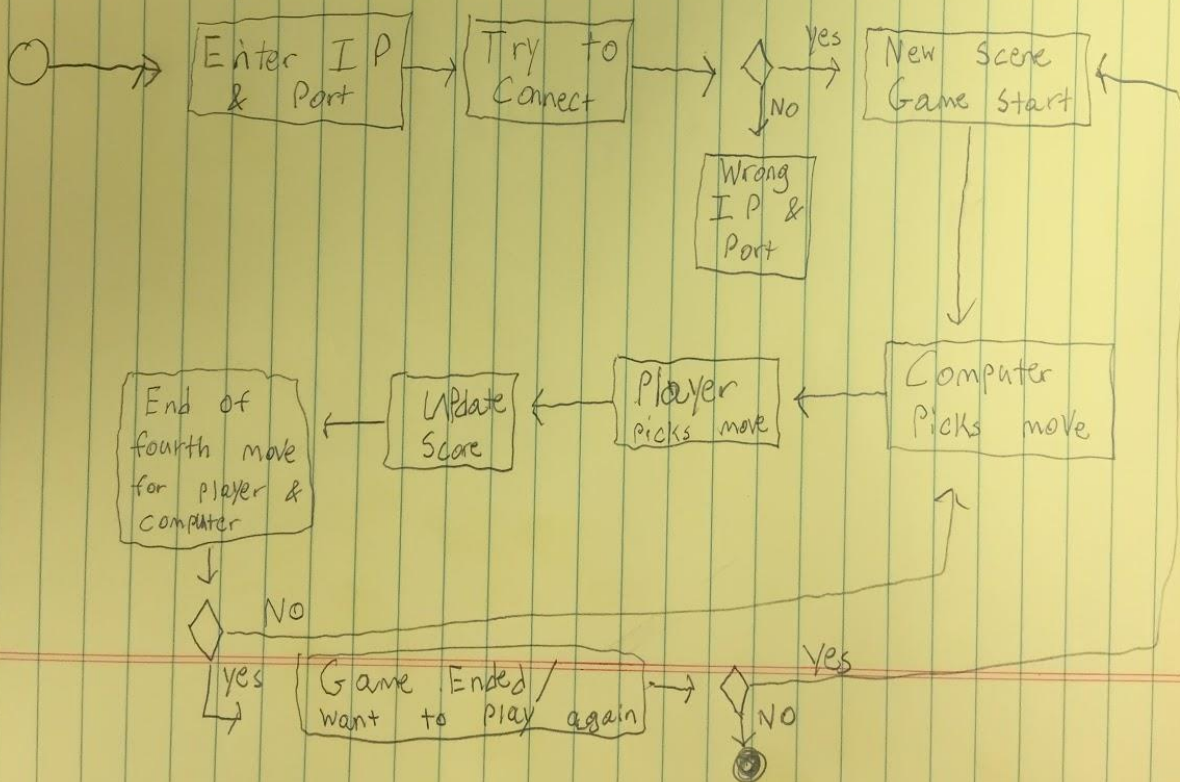 Enter IP
& Port
Try to
Connect
yes
NO
New Scene
Game Start
Wrong
IP &
Port
Computer
Picks move
Player
Picks move
UPdate
Score
End of
fourth move
for Player &
computer
NO
yes
Game Ended/
want to Play again
Yes
NO